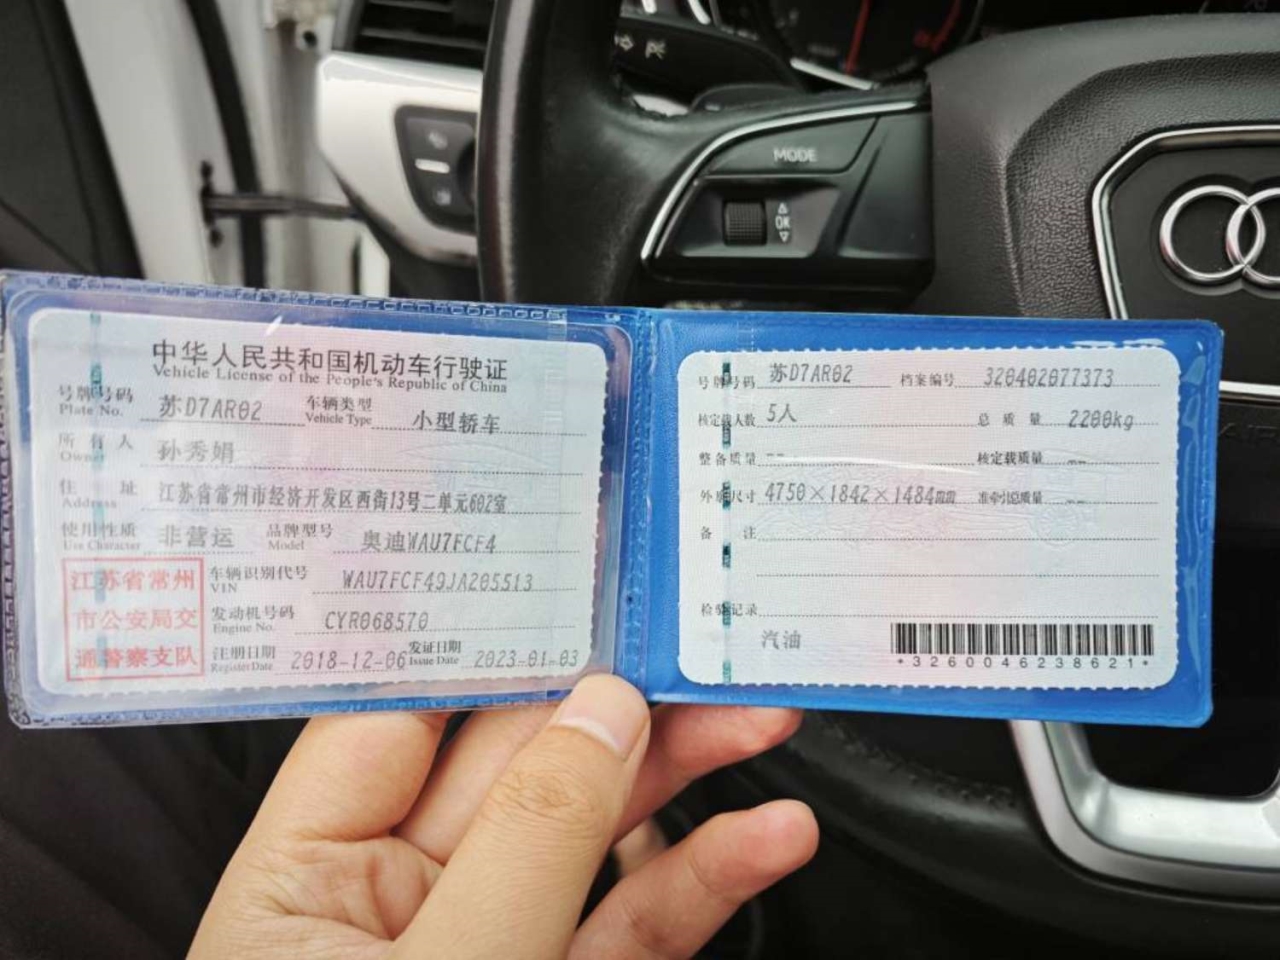 MODE
OK
中华人民共和国机动车行驶证
Vehicle License of the People's Republic of China
号牌号码 苏D7AR02 车辆类型 小型轿车
Plate No. Vehicle Type
所有人 孙秀娟
Owner
住址 江苏省常州市经济开发区西街13号二单元602室
Address
使用性质 非营运 品牌型号 奥迪WAU7FCF4
Use Character Model
江苏省常州
市公安局交
通警察支队
车辆识别代号 WAU7FCF49JA205513
VIN
发动机号码 CYR068570
Engine No.
注册日期 2018-12-06 发证日期 2023-01-03
Register Date Issue Date
号牌号码 苏D7AR02 档案编号 320402077373
核定载人数 5人 总质量 2200kg
整备质量 -- 核定载质量 --
外廓尺寸 4750×1842×1484 准牵引总质量 --
备注
检验记录
汽油
*3260046238621*